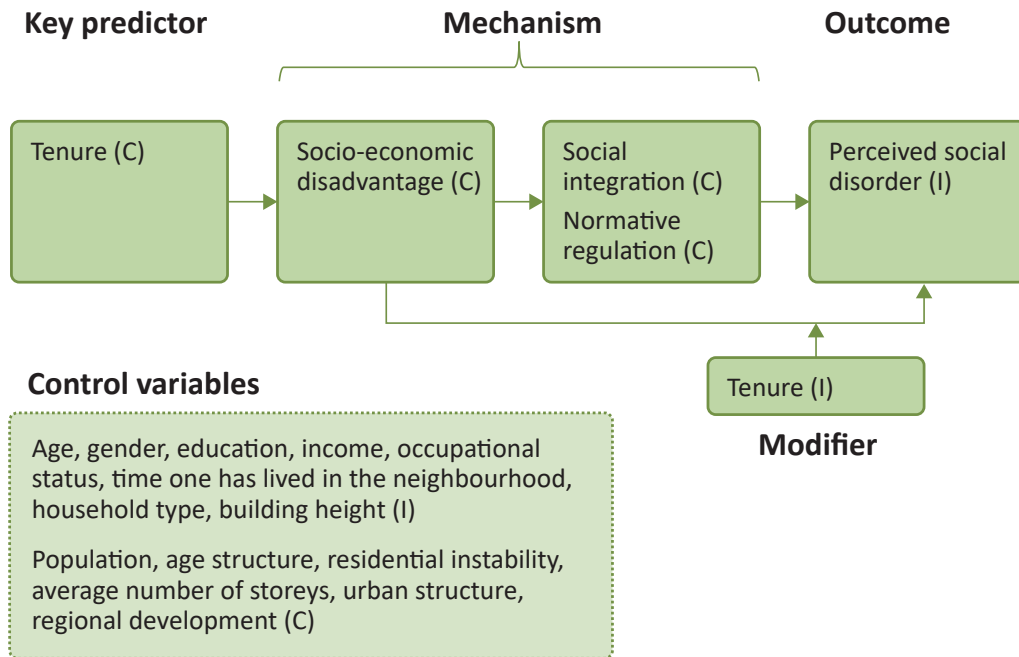 Key predictor
Mechanism
Outcome
Tenure (C)
Socio-economic
disadvantage (C)
Social
integration (C)
Normative
regulation (C)
Perceived social
disorder (I)
Tenure (I)
Modifier
Control variables
Age, gender, education, income, occupational
status, time one has lived in the neighbourhood,
household type, building height (I)
Population, age structure, residential instability,
average number of storeys, urban structure,
regional development (C)